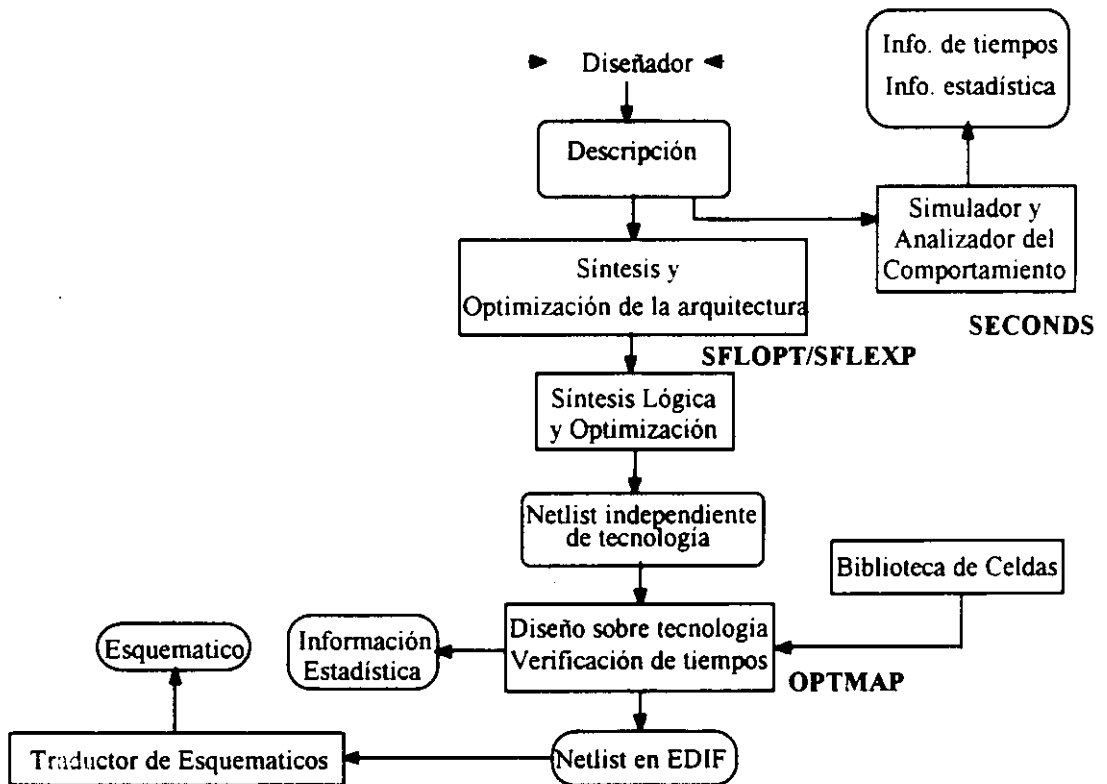 Diseñador
Info. de tiempos
Info. estadística
Descripción
Simulador y
Analizador del
Comportamiento
SECONDS
Síntesis y
Optimización de la arquitectura
SFLOPT/SFLEXP
Síntesis Lógica
y Optimización
Netlist independiente
de tecnología
Biblioteca de Celdas
Diseño sobre tecnologia
Verificación de tiempos
OPTMAP
Información
Estadística
Esquematico
Traductor de Esquematicos
Netlist en EDIF